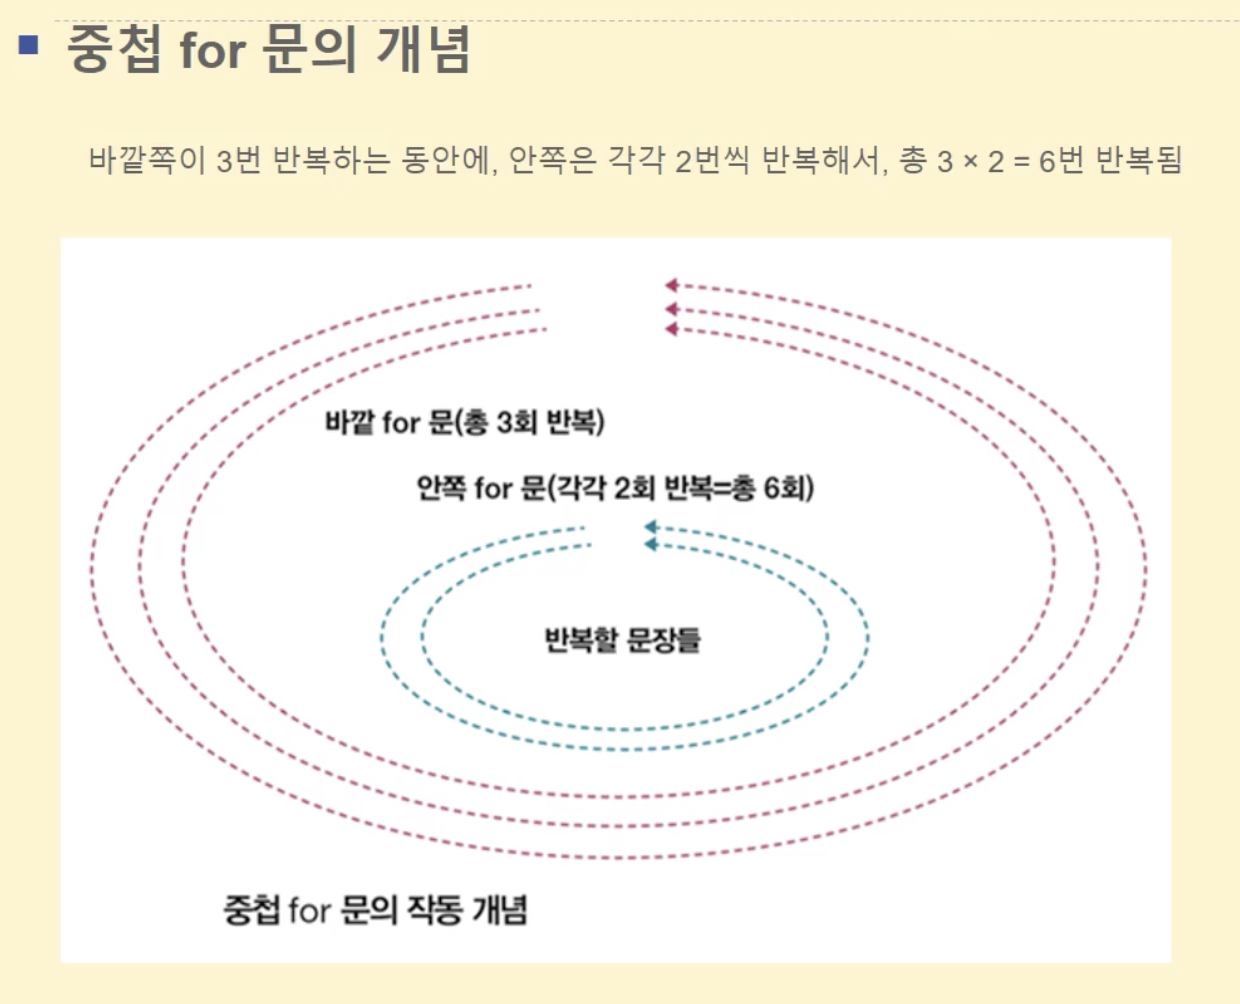 중첩 for 문의 개념
바깥쪽이 3번 반복하는 동안에, 안쪽은 각각 2번씩 반복해서, 총 3 × 2 = 6번 반복됨
바깥 for 문(총 3회 반복)
안쪽 for 문(각각 2회 반복=총 6회)
반복할 문장들
중첩 for 문의 작동 개념